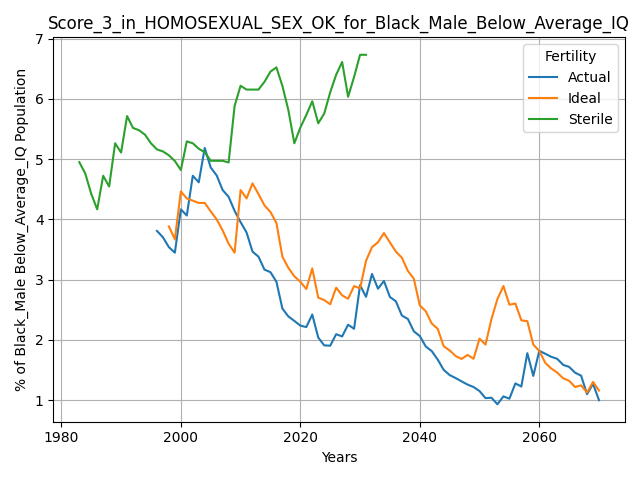 Score_3_in_HOMOSEXUAL_SEX_OK_for_Black_Male_Below_Average_IQ
% of Black_Male Below_Average_IQ Population
7
6
5
4
3
2
1
Fertility
Actual
Ideal
Sterile
1980 2000 2020 2040 2060
Years